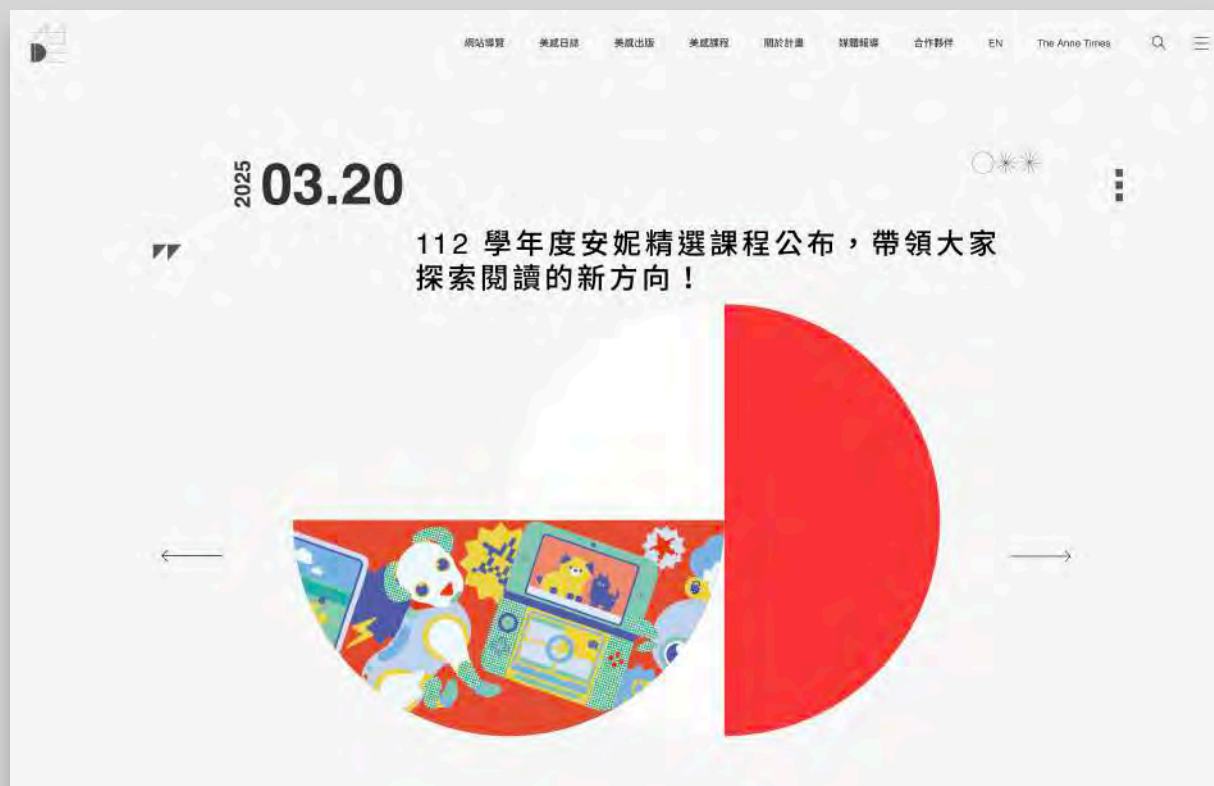 網站導覽 美感日誌 美感出版 美感課程 關於計畫 媒體報導 合作夥伴 EN The Anne Times
2025
03.20
112 學年度安妮精選課程公布，帶領大家
探索閱讀的新方向！